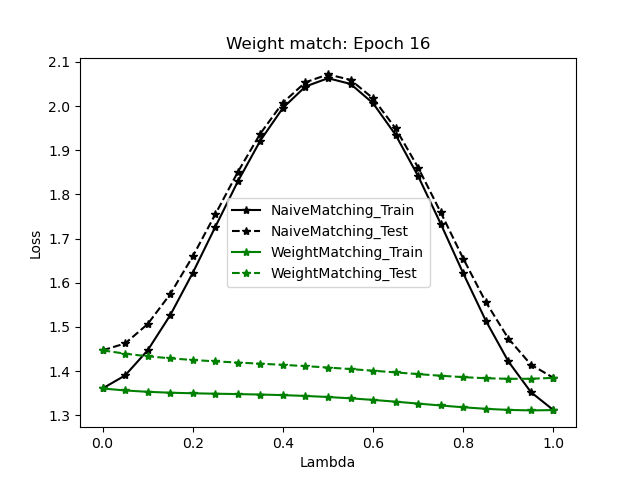 Weight match: Epoch 16
2.1
2.0
1.9
1.8
1.7
1.6
1.5
1.4
1.3
Loss
NaiveMatching_Train
NaiveMatching_Test
WeightMatching_Train
WeightMatching_Test
0.0 0.2 0.4 0.6 0.8 1.0
Lambda